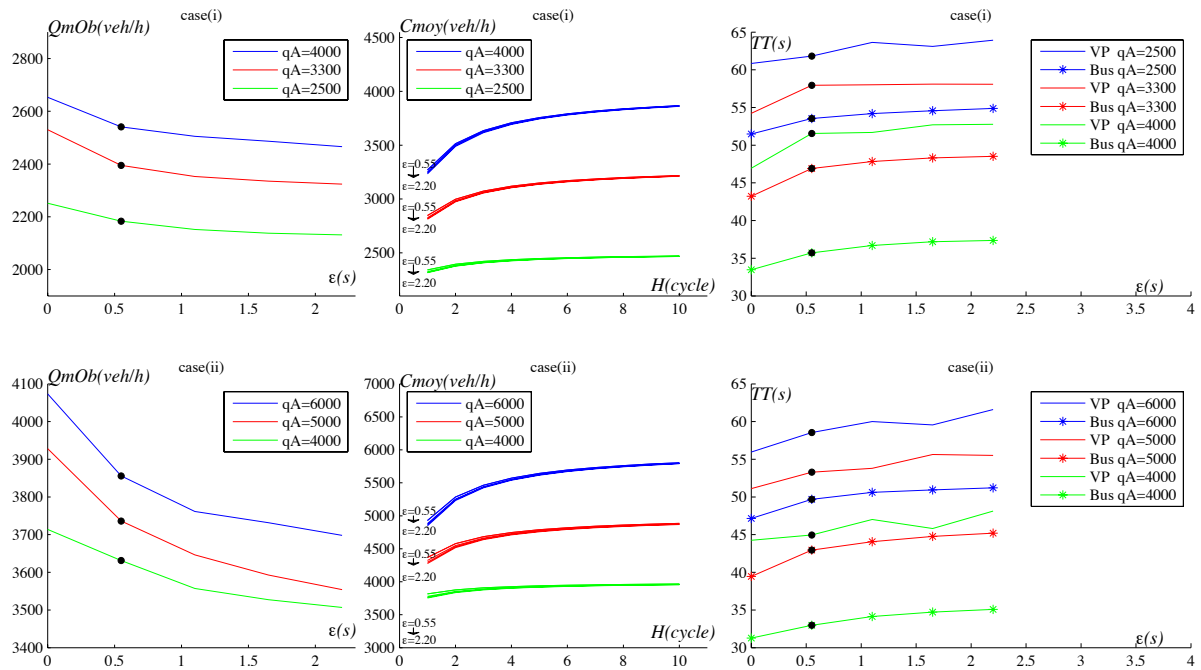 case(i)
QmOb(veh/h)
2800
2600
2400
2200
2000
0
0.5
1
1.5
2
ε(s)
qA=4000
qA=3300
qA=2500
case(i)
Cmoy(veh/h)
4500
4000
3500
3000
2500
0
2
4
6
8
10
H(cycle)
qA=4000
qA=3300
qA=2500
ε=0.55
ε=2.20
ε=0.55
ε=2.20
ε=0.55
ε=2.20
case(i)
TT(s)
65
60
55
50
45
40
35
30
0
0.5
1
1.5
2
2.5
3
3.5
4
ε(s)
VP qA=2500
Bus qA=2500
VP qA=3300
Bus qA=3300
VP qA=4000
Bus qA=4000
case(ii)
QmOb(veh/h)
4100
4000
3900
3800
3700
3600
3500
3400
0
0.5
1
1.5
2
ε(s)
qA=6000
qA=5000
qA=4000
case(ii)
Cmoy(veh/h)
7000
6500
6000
5500
5000
4500
4000
3500
3000
0
2
4
6
8
10
H(cycle)
qA=6000
qA=5000
qA=4000
ε=0.55
ε=2.20
ε=0.55
ε=2.20
ε=0.55
ε=2.20
case(ii)
TT(s)
65
60
55
50
45
40
35
30
0
0.5
1
1.5
2
2.5
3
3.5
4
ε(s)
VP qA=6000
Bus qA=6000
VP qA=5000
Bus qA=5000
VP qA=4000
Bus qA=4000